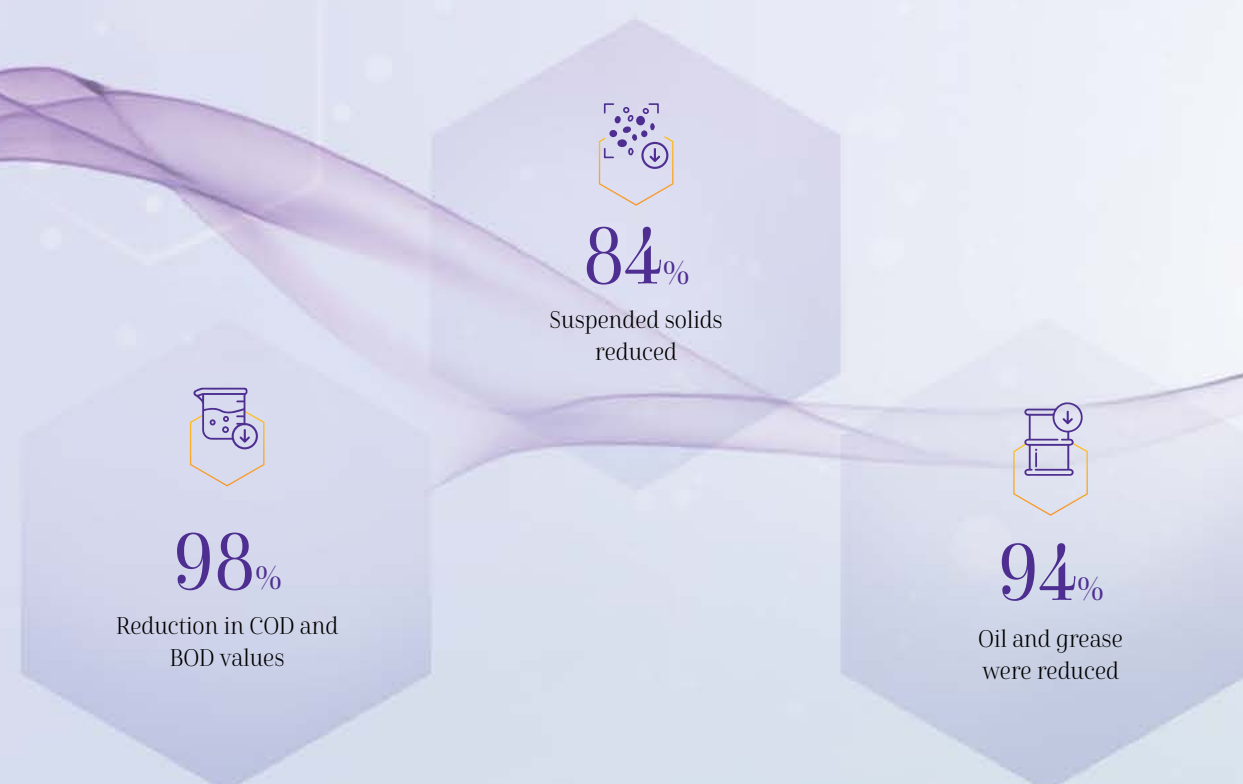 84%
Suspended solids
reduced
98%
Reduction in COD and
BOD values
94%
Oil and grease
were reduced